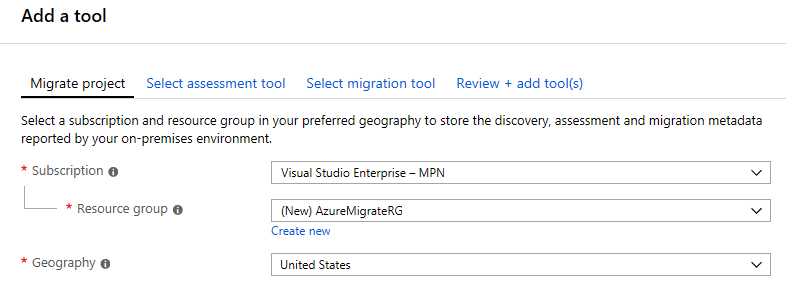 Add a tool
Migrate project Select assessment tool Select migration tool Review + add tool(s)
Select a subscription and resource group in your preferred geography to store the discovery, assessment and migration metadata
reported by your on-premises environment.
* Subscription Visual Studio Enterprise – MPN
* Resource group (New) AzureMigrateRG
Create new
* Geography United States